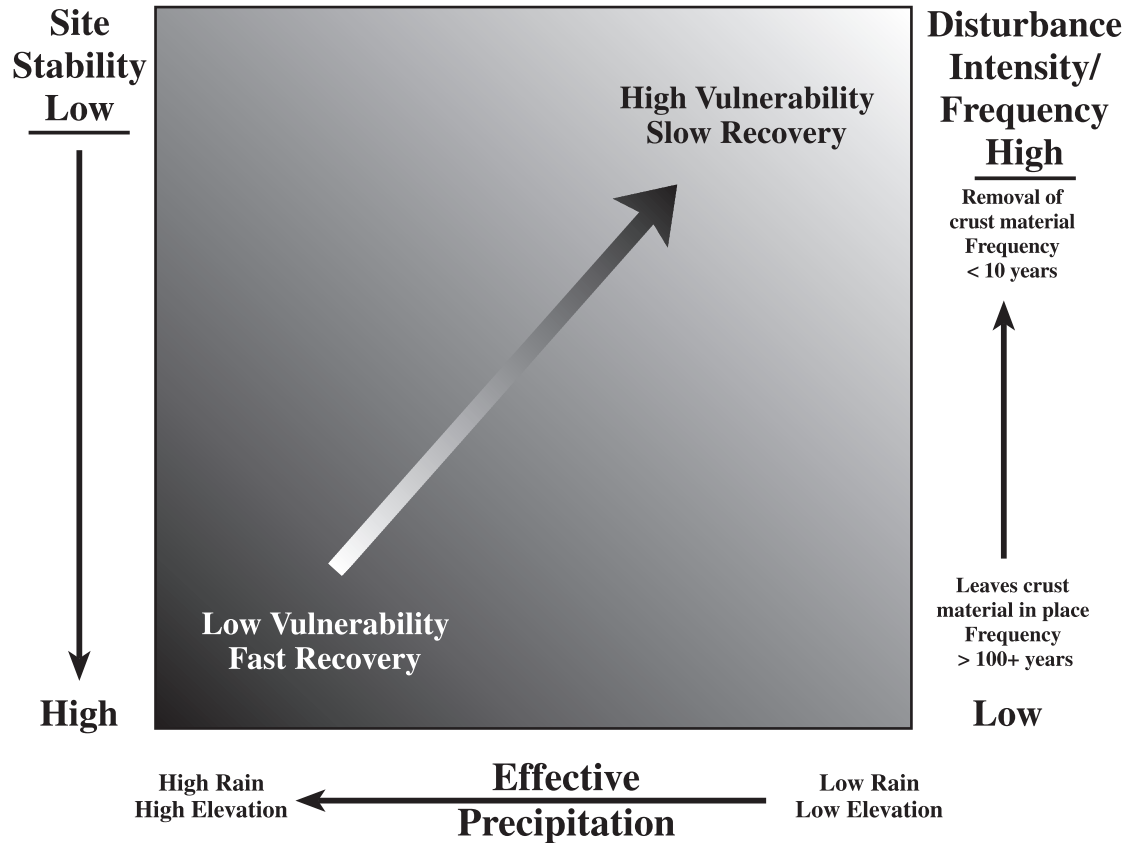 Site
Stability
Low
High
High Vulnerability
Slow Recovery
Low Vulnerability
Fast Recovery
Disturbance
Intensity/
Frequency
High
Removal of
crust material
Frequency
< 10 years
Leaves crust
material in place
Frequency
> 100+ years
Low
High Rain
High Elevation
Effective
Precipitation
Low Rain
Low Elevation